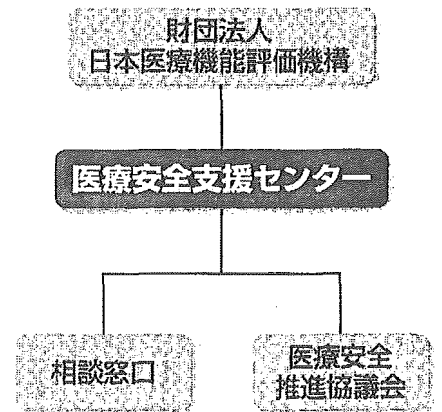 財団法人
日本医療機能評価機構
医療安全支援センター
相談窓口
医療安全
推進協議会